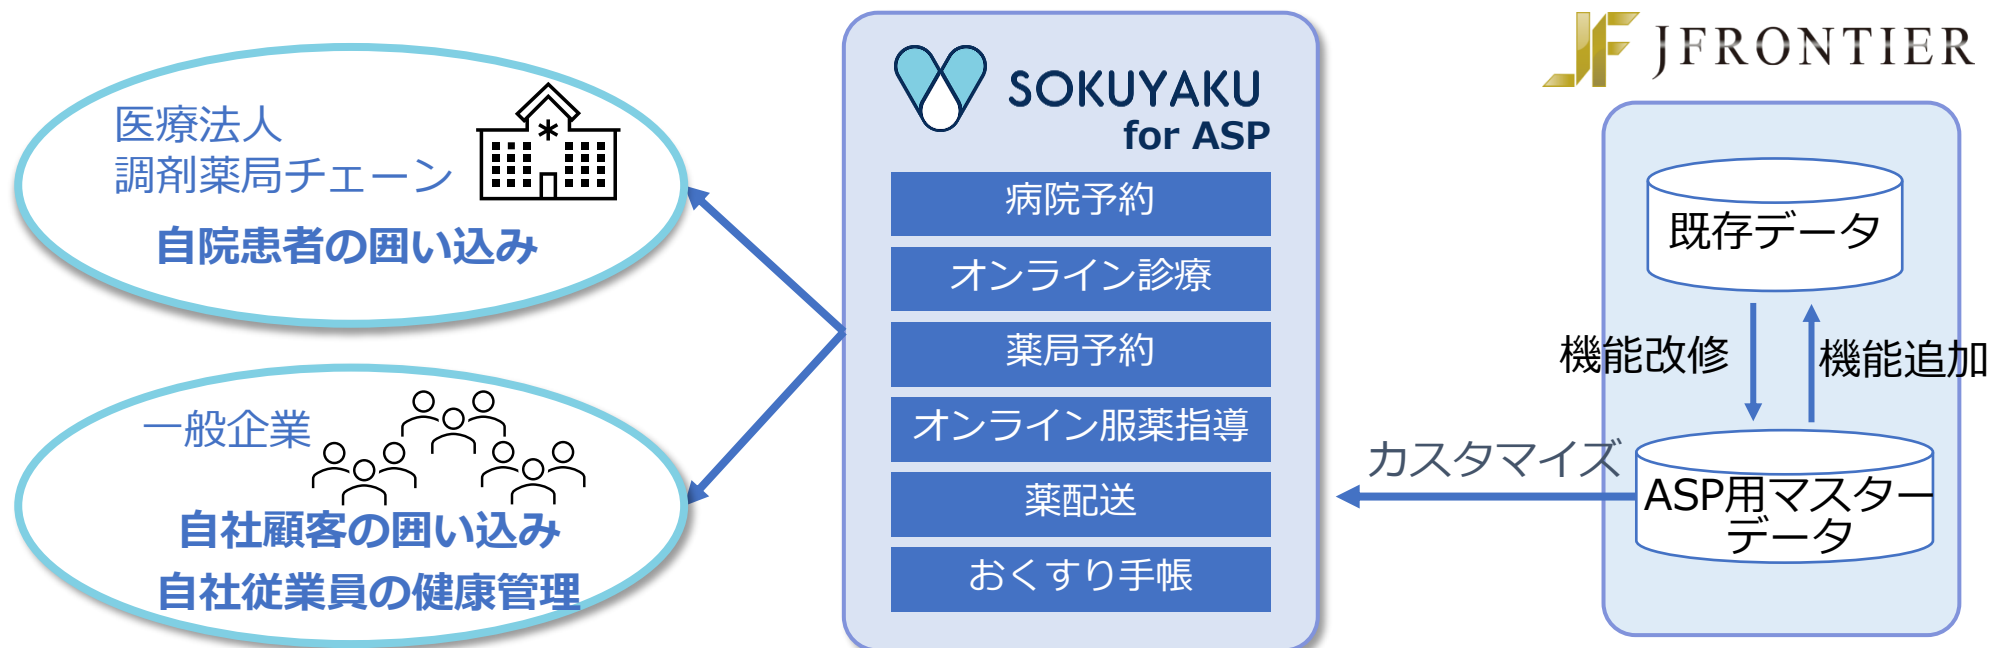 医療法人
調剤薬局チェーン
自院患者の囲い込み
一般企業
自社顧客の囲い込み
自社従業員の健康管理
SOKUYAKU
for ASP
病院予約
オンライン診療
薬局予約
オンライン服薬指導
薬配送
おくすり手帳
カスタマイズ
JF JFRONTIER
既存データ
機能改修
機能追加
ASP用マスター
データ